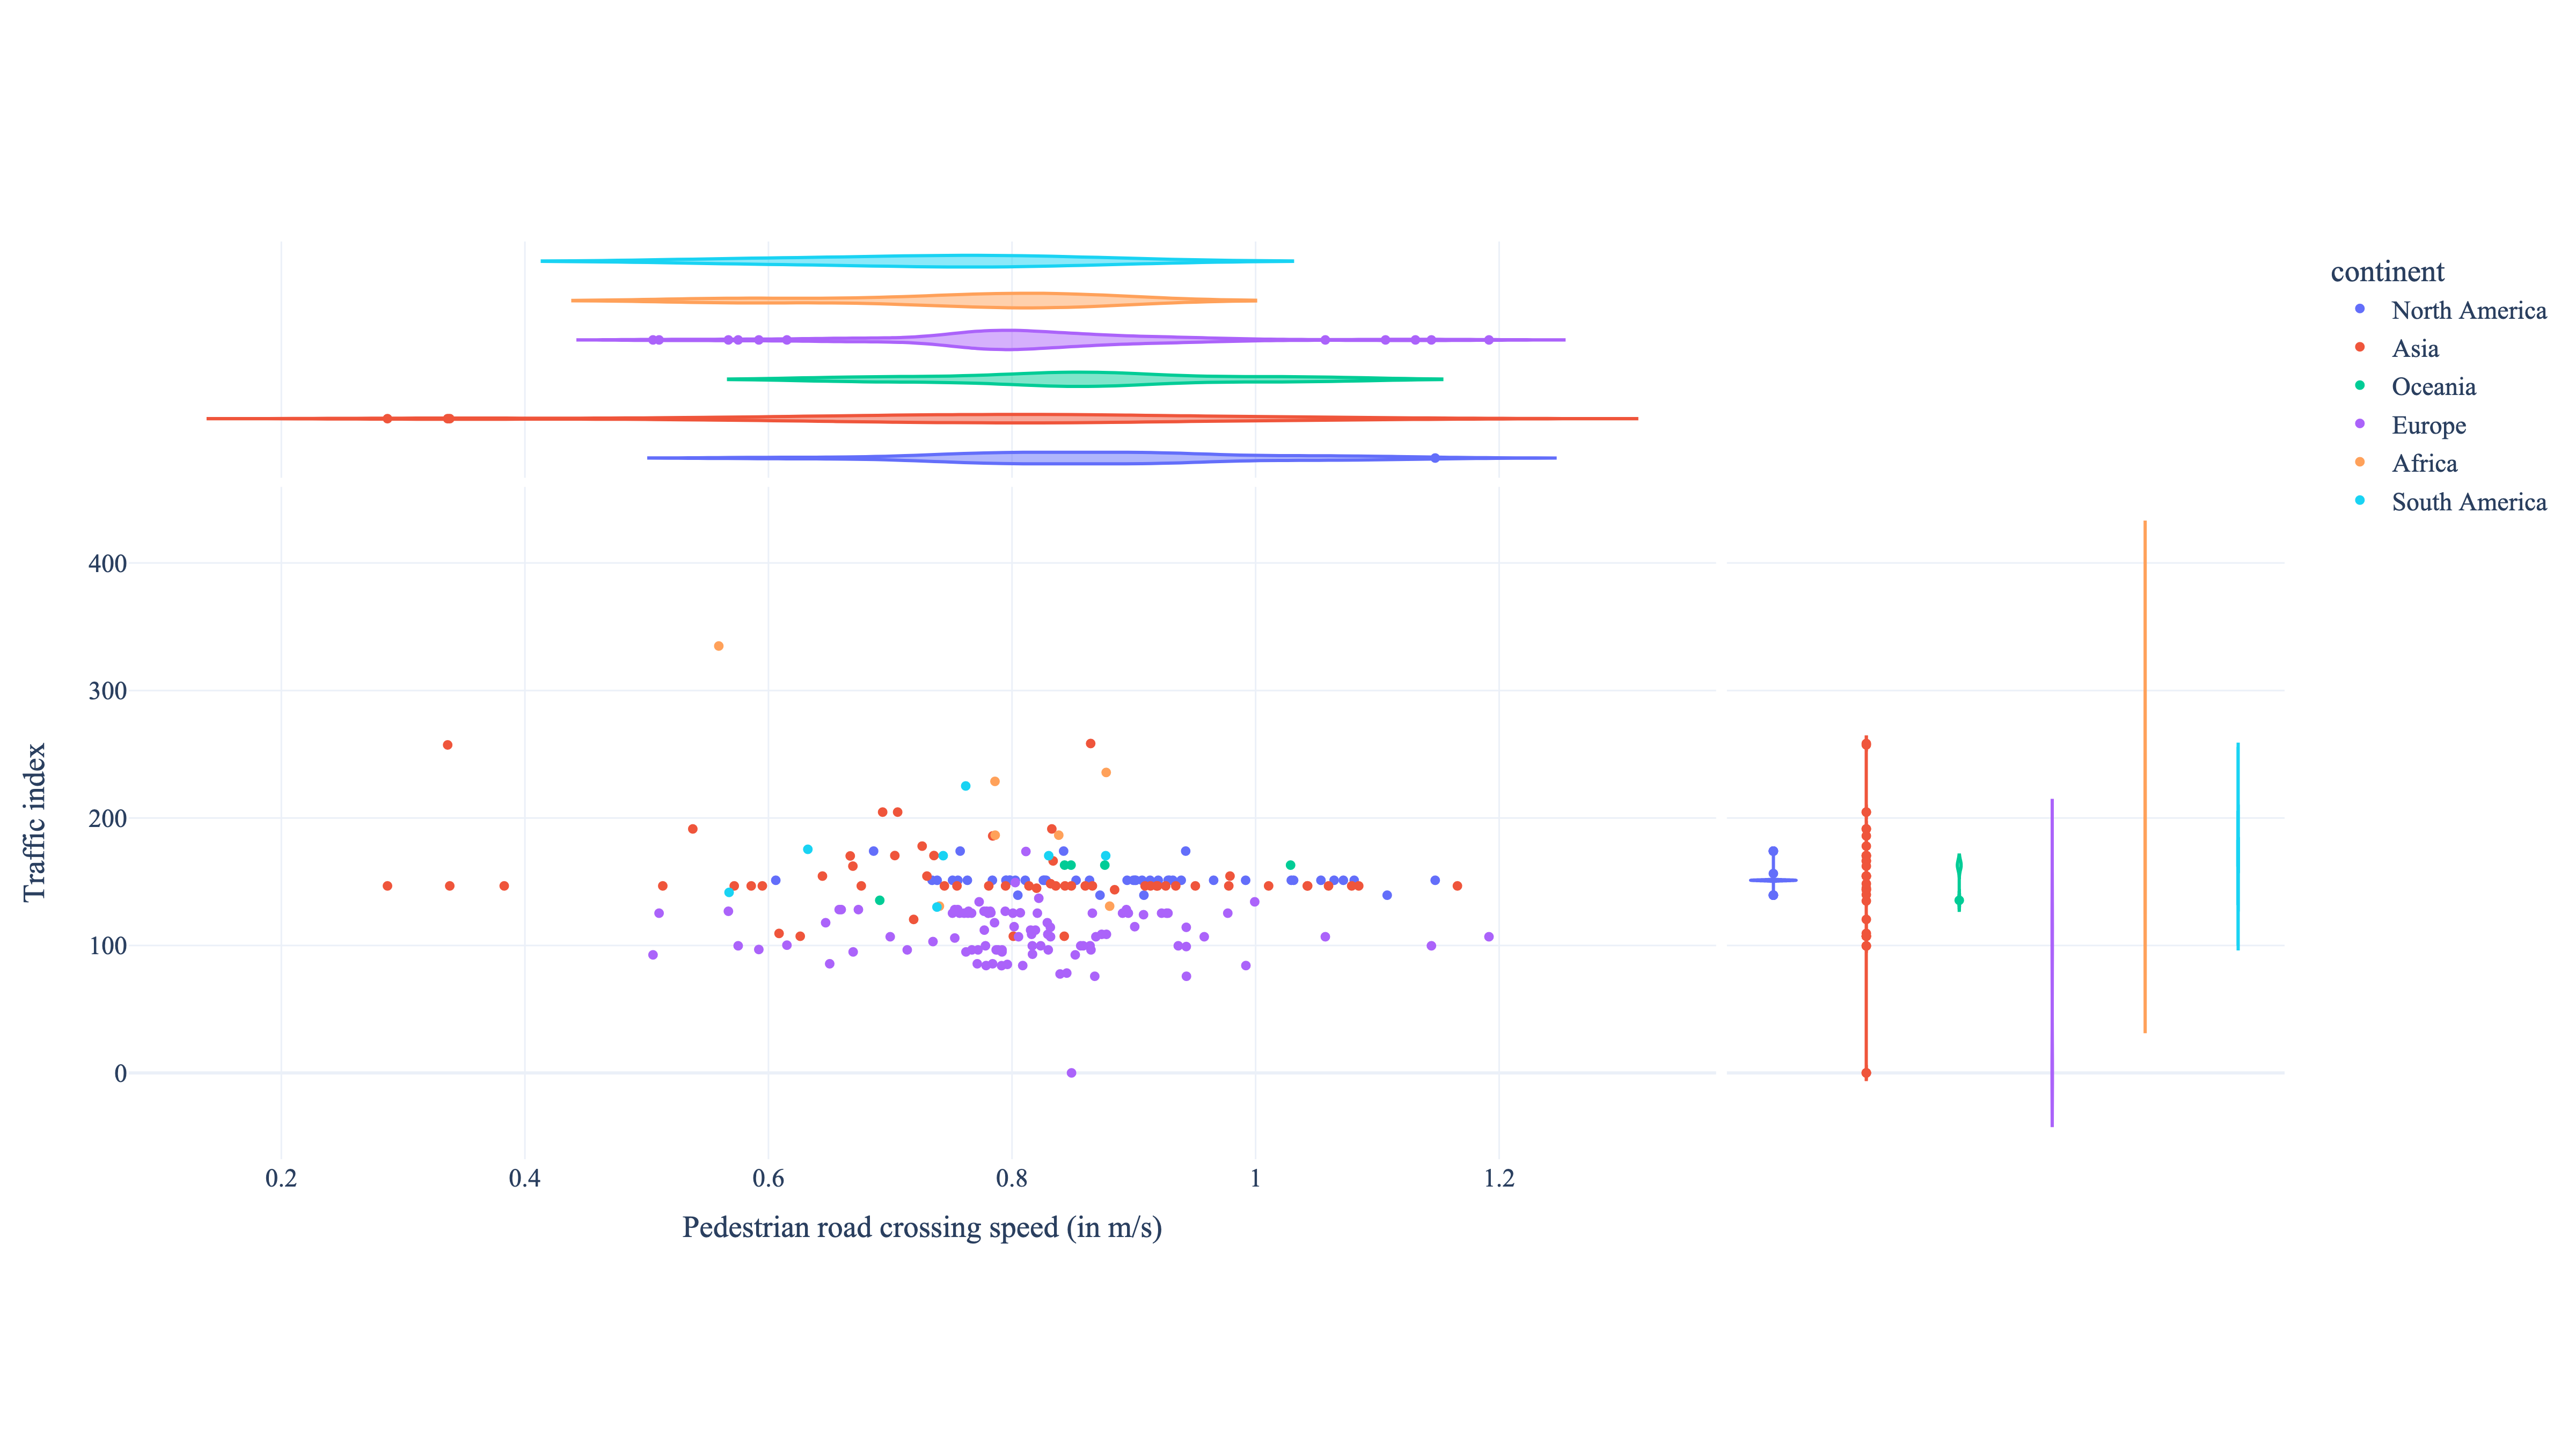 continent
North America
Asia
Oceania
Europe
Africa
South America
400
300
200
100
0
Traffic index
0.2 0.4 0.6 0.8 1 1.2
Pedestrian road crossing speed (in m/s)